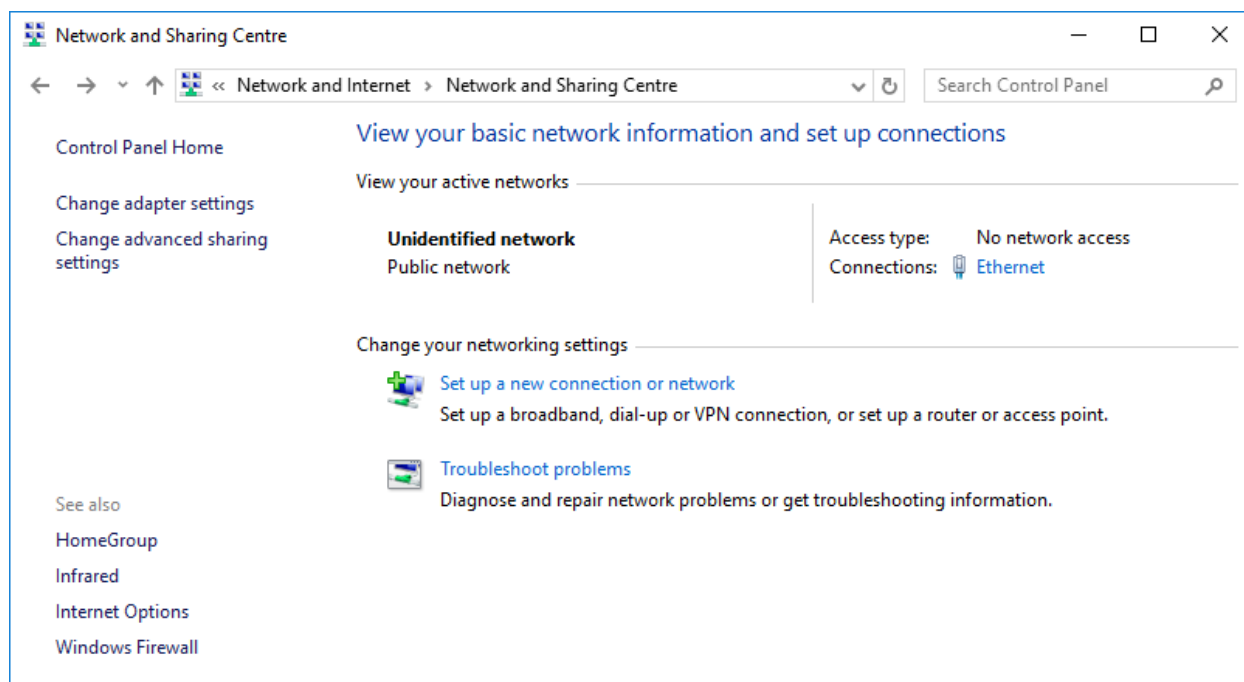 Network and Sharing Centre
« Network and Internet › Network and Sharing Centre
Search Control Panel
Control Panel Home
Change adapter settings
Change advanced sharing
settings
See also
HomeGroup
Infrared
Internet Options
Windows Firewall
View your basic network information and set up connections
View your active networks
Unidentified network
Public network
Access type: No network access
Connections: Ethernet
Change your networking settings
Set up a new connection or network
Set up a broadband, dial-up or VPN connection, or set up a router or access point.
Troubleshoot problems
Diagnose and repair network problems or get troubleshooting information.